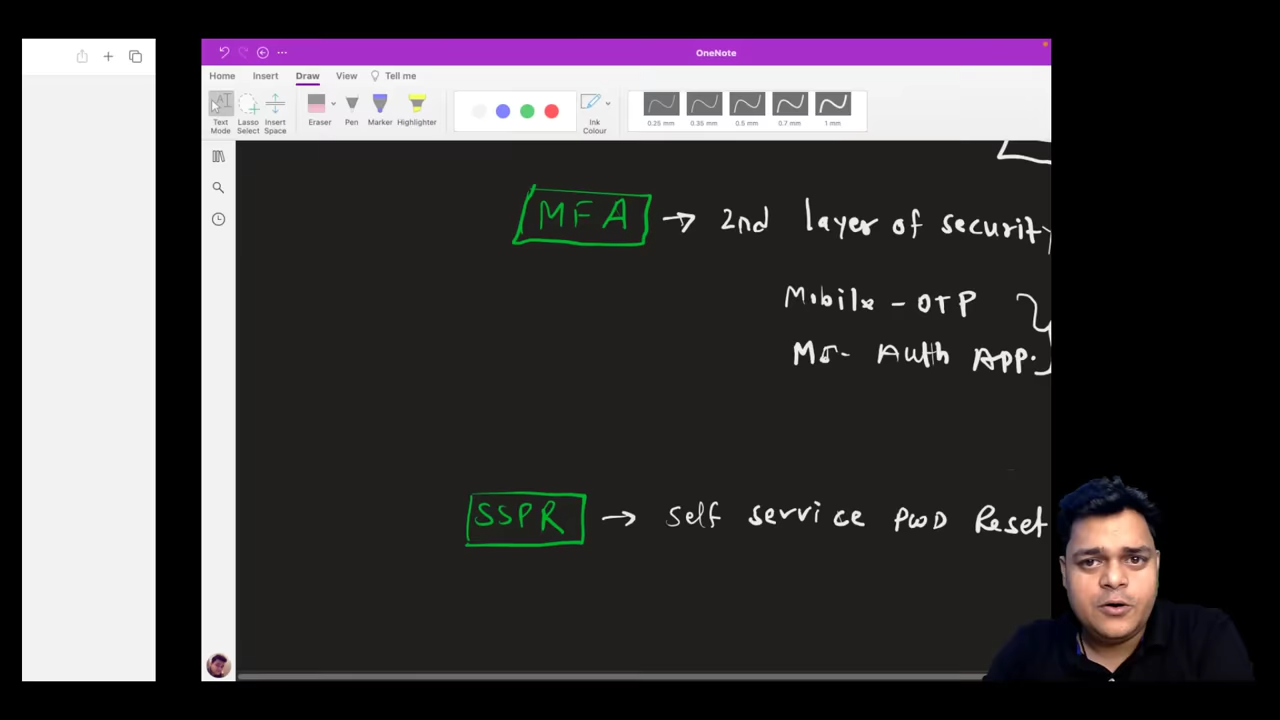 OneNote
Home Insert Draw View Tell me
Text Mode
Lasso Select
Insert Space
Eraser
Pen
Marker
Highlighter
Ink Colour
0.25 mm
0.35 mm
0.5 mm
0.7 mm
1 mm
MFA → 2nd layer of security
Mobile - OTP
MS- Auth App.
SSPR → Self service PWD Reset